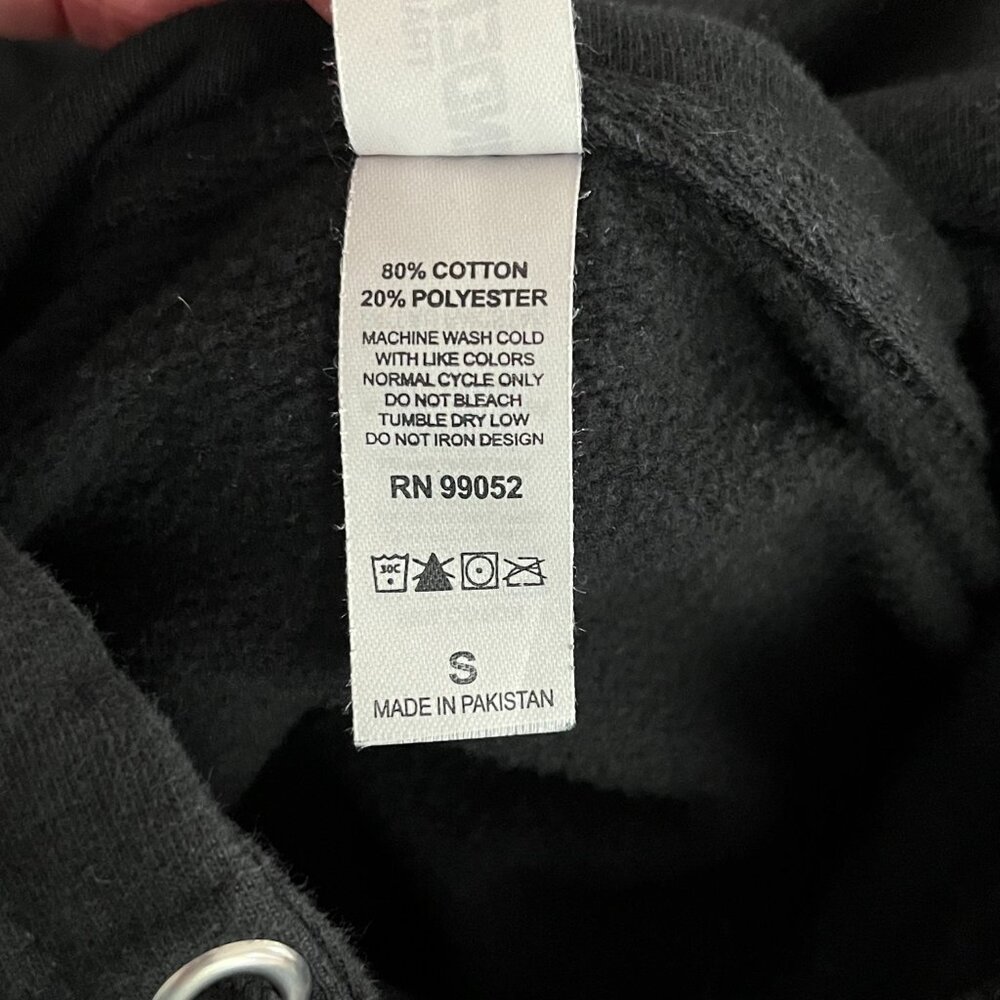 80% COTTON
20% POLYESTER
MACHINE WASH COLD
WITH LIKE COLORS
NORMAL CYCLE ONLY
DO NOT BLEACH
TUMBLE DRY LOW
DO NOT IRON DESIGN
RN 99052
30C
S
MADE IN PAKISTAN